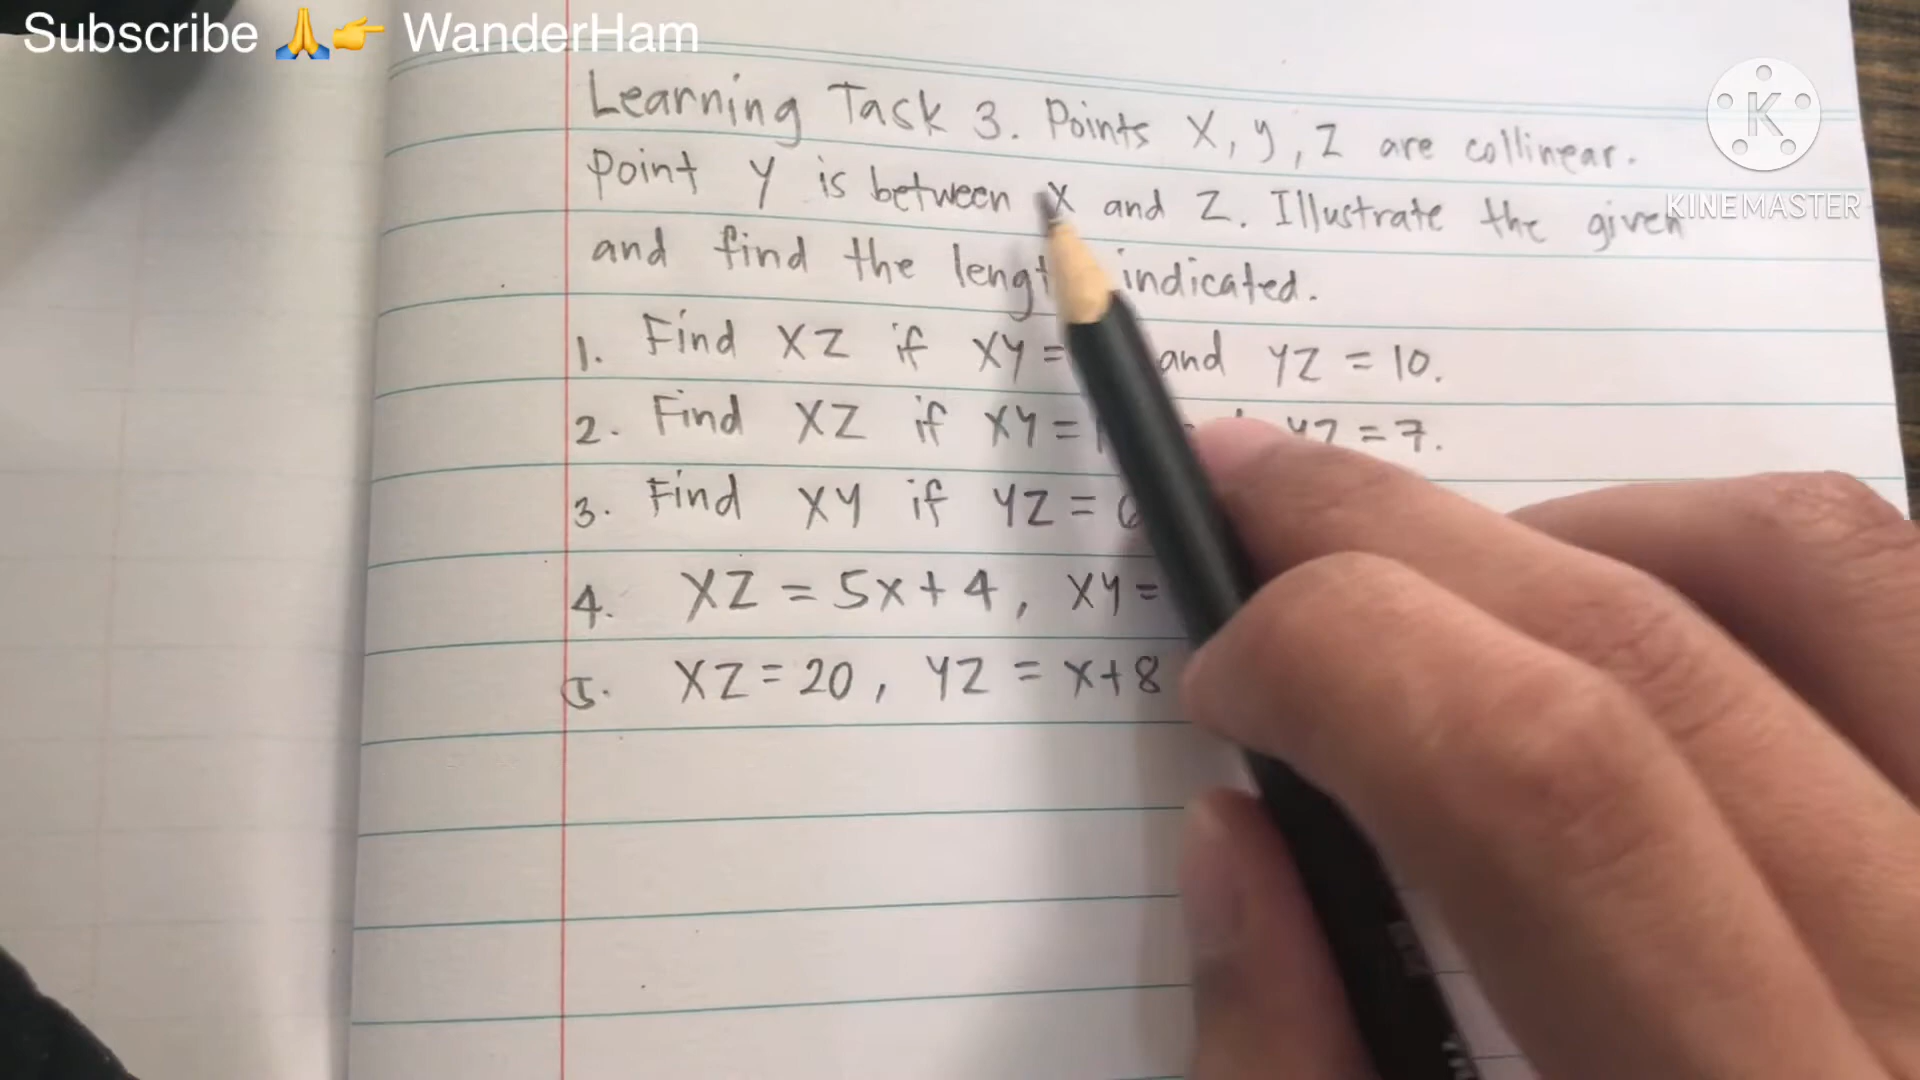 Subscribe 🙏👉 WanderHam
K
KINEMASTER
Learning Task 3. Points X, Y, Z are collinear.
Point Y is between X and Z. Illustrate the given
and find the indicated.
1. Find XZ if XY = and YZ = 10.
2. Find XZ if XY = YZ = 7.
3. Find XY if YZ =
4. XZ = 5x + 4, XY =
5. XZ = 20, YZ = x+8